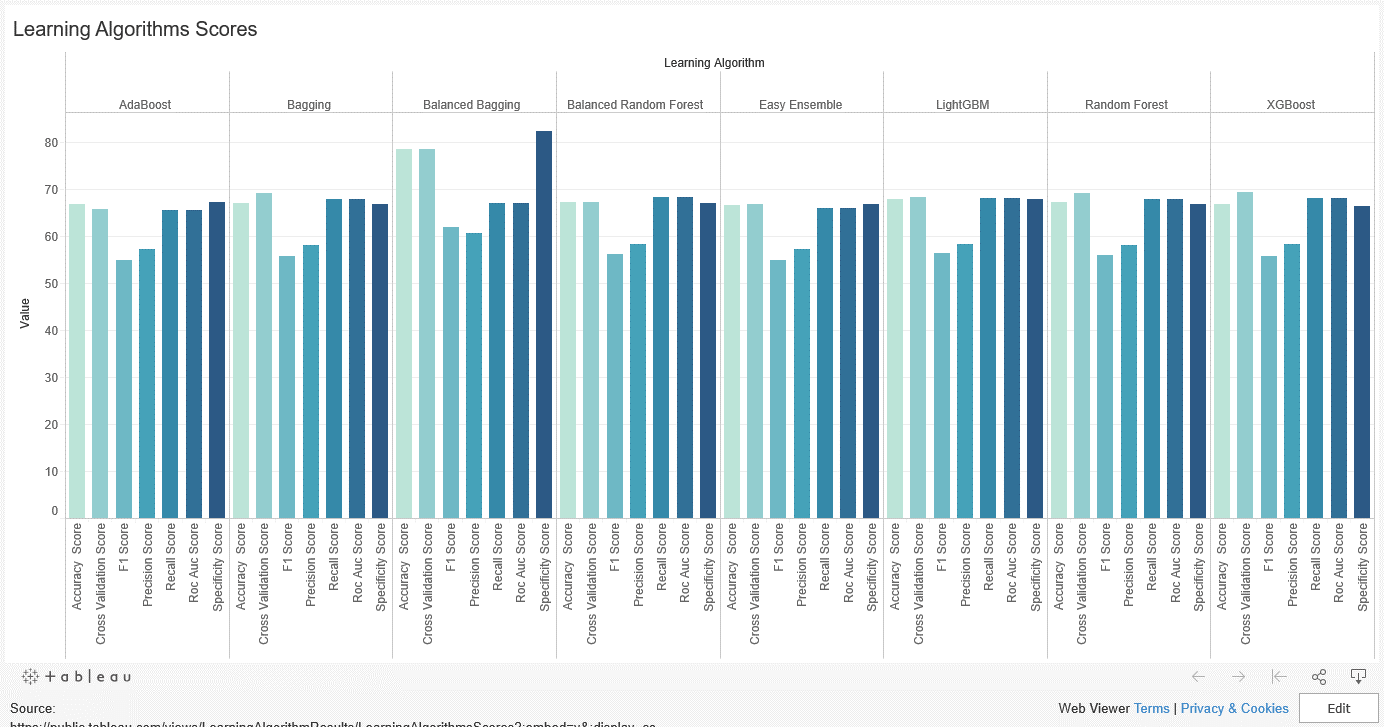 Learning Algorithms Scores
Learning Algorithm
AdaBoost Bagging Balanced Bagging Balanced Random Forest Easy Ensemble LightGBM Random Forest XGBoost
80
70
60
50
40
30
20
10
0
Value
Accuracy Score
Cross Validation Score
F1 Score
Precision Score
Recall Score
Roc Auc Score
Specificity Score
Accuracy Score
Cross Validation Score
F1 Score
Precision Score
Recall Score
Roc Auc Score
Specificity Score
Accuracy Score
Cross Validation Score
F1 Score
Precision Score
Recall Score
Roc Auc Score
Specificity Score
Accuracy Score
Cross Validation Score
F1 Score
Precision Score
Recall Score
Roc Auc Score
Specificity Score
Accuracy Score
Cross Validation Score
F1 Score
Precision Score
Recall Score
Roc Auc Score
Specificity Score
Accuracy Score
Cross Validation Score
F1 Score
Precision Score
Recall Score
Roc Auc Score
Specificity Score
Accuracy Score
Cross Validation Score
F1 Score
Precision Score
Recall Score
Roc Auc Score
Specificity Score
Accuracy Score
Cross Validation Score
F1 Score
Precision Score
Recall Score
Roc Auc Score
Specificity Score
+ a b | e a u
Source:
Web Viewer Terms | Privacy & Cookies
Edit